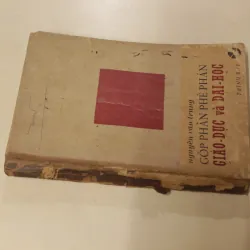 nguyễn văn trung
GÓP PHẦN PHÊ PHÁN
GIÁO-DỤC và ĐẠI-HỌC